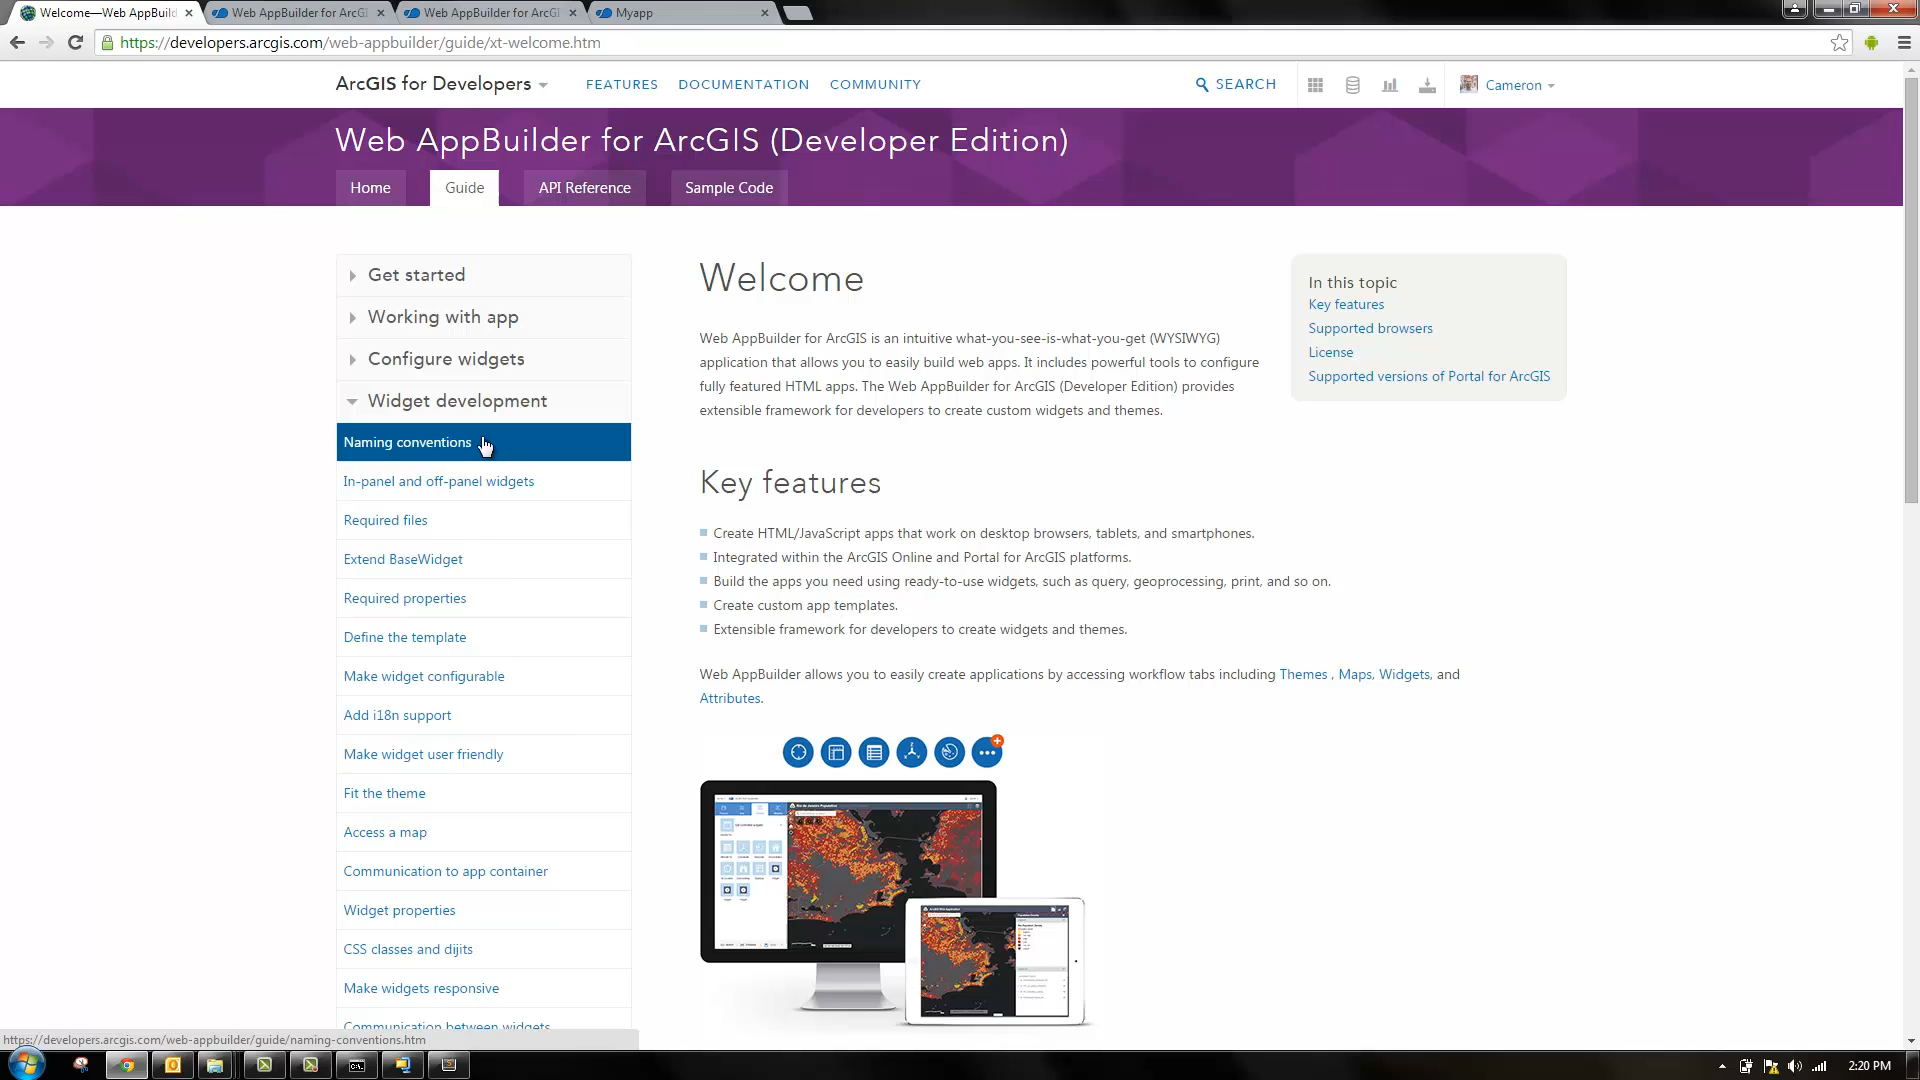 Welcome—Web AppBuild
Web AppBuilder for ArcGI
Web AppBuilder for ArcGI
Myapp
https://developers.arcgis.com/web-appbuilder/guide/xt-welcome.htm
ArcGIS for Developers
FEATURES
DOCUMENTATION
COMMUNITY
SEARCH
Cameron
Web AppBuilder for ArcGIS (Developer Edition)
Home
Guide
API Reference
Sample Code
Get started
Working with app
Configure widgets
Widget development
Naming conventions
In-panel and off-panel widgets
Required files
Extend BaseWidget
Required properties
Define the template
Make widget configurable
Add i18n support
Make widget user friendly
Fit the theme
Access a map
Communication to app container
Widget properties
CSS classes and dijits
Make widgets responsive
Communication between widgets
Welcome
Web AppBuilder for ArcGIS is an intuitive what-you-see-is-what-you-get (WYSIWYG)
application that allows you to easily build web apps. It includes powerful tools to configure
fully featured HTML apps. The Web AppBuilder for ArcGIS (Developer Edition) provides
extensible framework for developers to create custom widgets and themes.
In this topic
Key features
Supported browsers
License
Supported versions of Portal for ArcGIS
Key features
Create HTML/JavaScript apps that work on desktop browsers, tablets, and smartphones.
Integrated within the ArcGIS Online and Portal for ArcGIS platforms.
Build the apps you need using ready-to-use widgets, such as query, geoprocessing, print, and so on.
Create custom app templates.
Extensible framework for developers to create widgets and themes.
Web AppBuilder allows you to easily create applications by accessing workflow tabs including Themes , Maps, Widgets, and
Attributes.
https://developers.arcgis.com/web-appbuilder/guide/naming-conventions.htm
2:20 PM